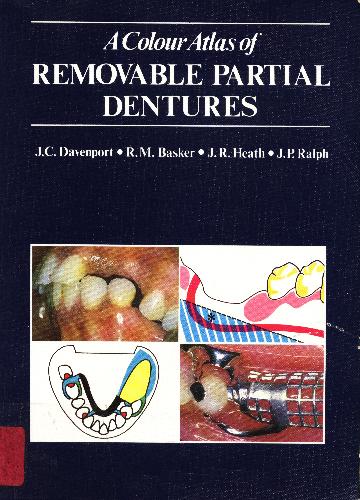 A Colour Atlas of
REMOVABLE PARTIAL
DENTURES
J.C. Davenport • R.M. Basker • J.R. Heath • J.P. Ralph